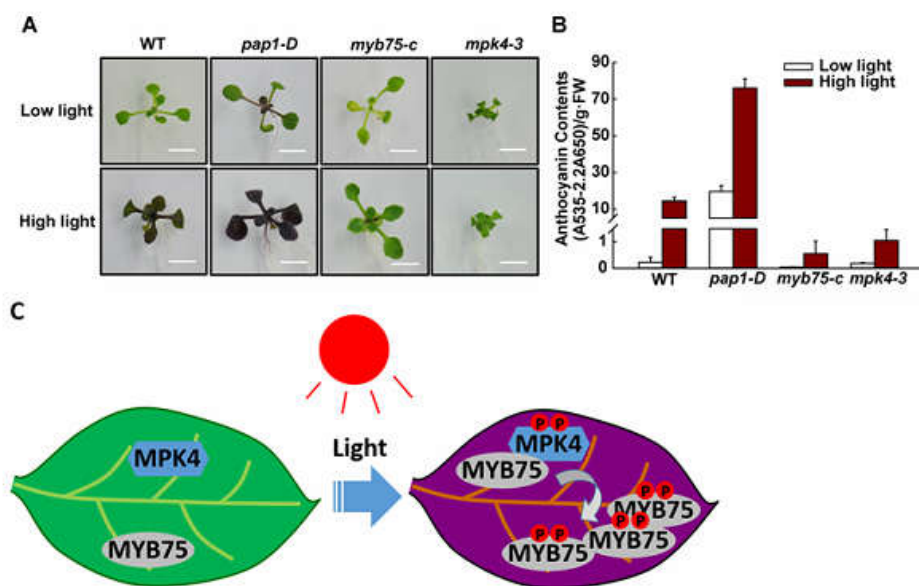 A
WT pap1-D myb75-c mpk4-3
Low light
High light
B
Low light
High light
Anthocyanin Contents
(A535-2.2A650)/g·FW
90
70
50
30
10
1
0
WT pap1-D myb75-c mpk4-3
C
MPK4
MYB75
Light
P P
MPK4
MYB75
P P
MYB75
P P
MYB75
P P
MYB75